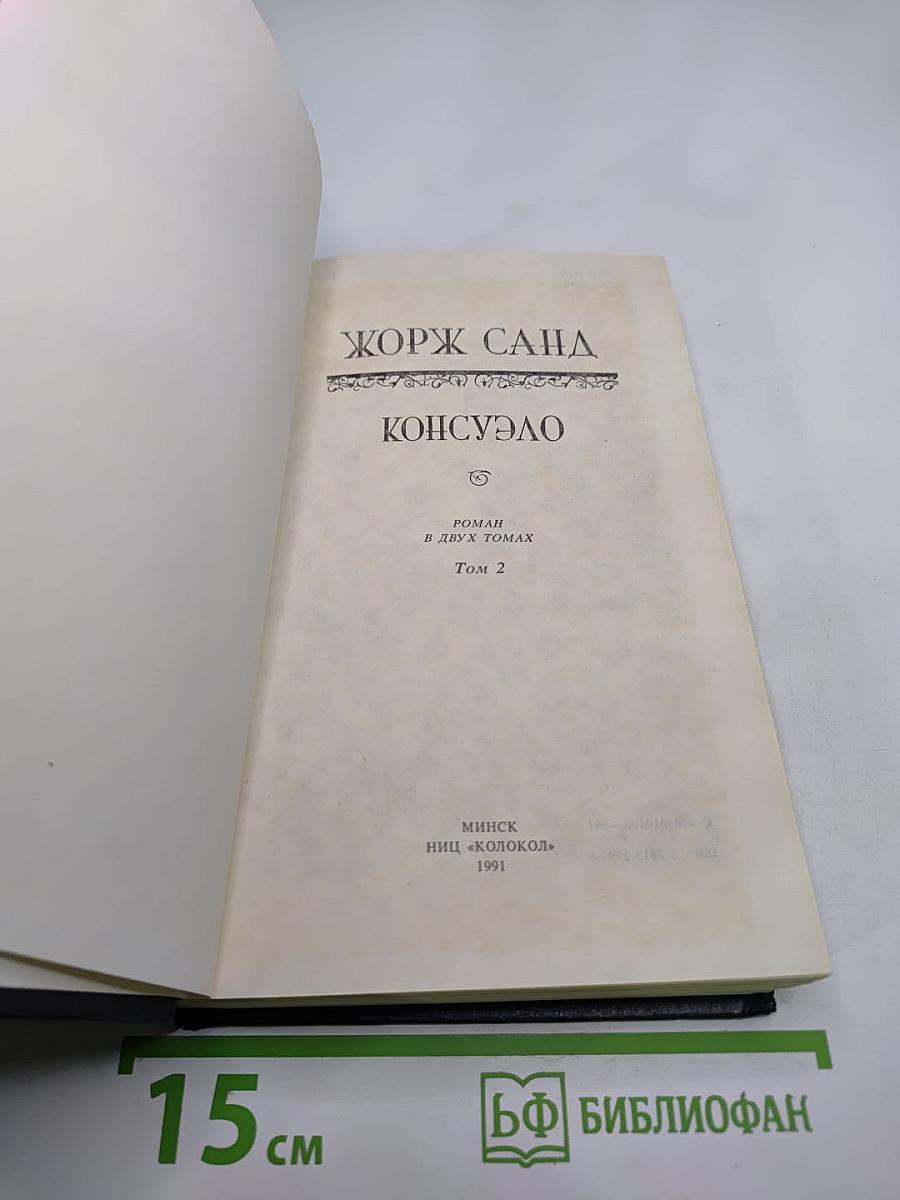 ЖОРЖ САНД
КОНСУЭЛО
РОМАН
В ДВУХ ТОМАХ
Том 2
МИНСК
НИЦ «КОЛОКОЛ»
1991
15 см
БФ БИБЛИОФАН